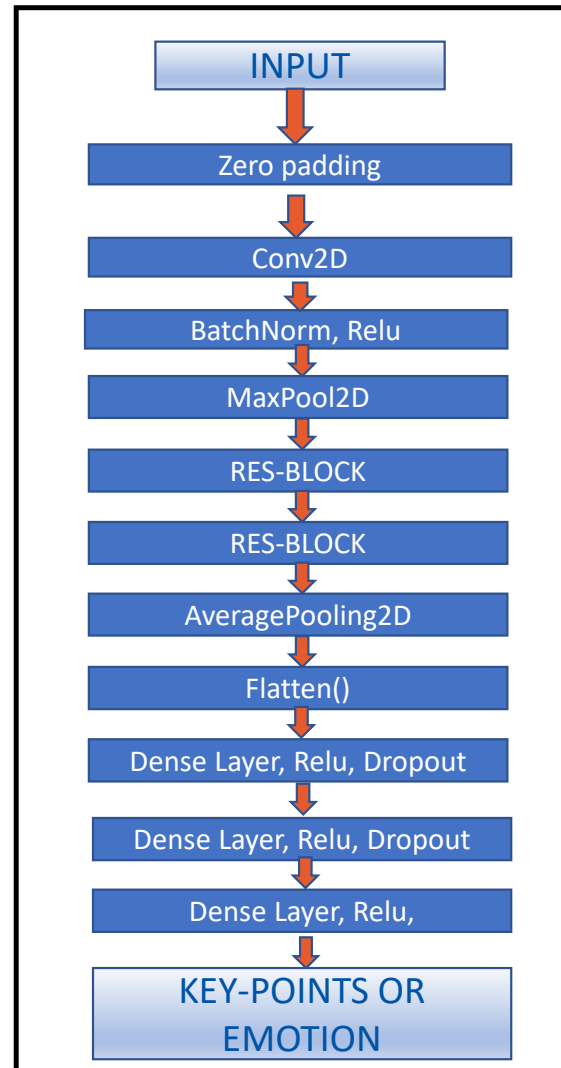 INPUT
Zero padding
Conv2D
BatchNorm, Relu
MaxPool2D
RES-BLOCK
RES-BLOCK
AveragePooling2D
Flatten()
Dense Layer, Relu, Dropout
Dense Layer, Relu, Dropout
Dense Layer, Relu,
KEY-POINTS OR
EMOTION